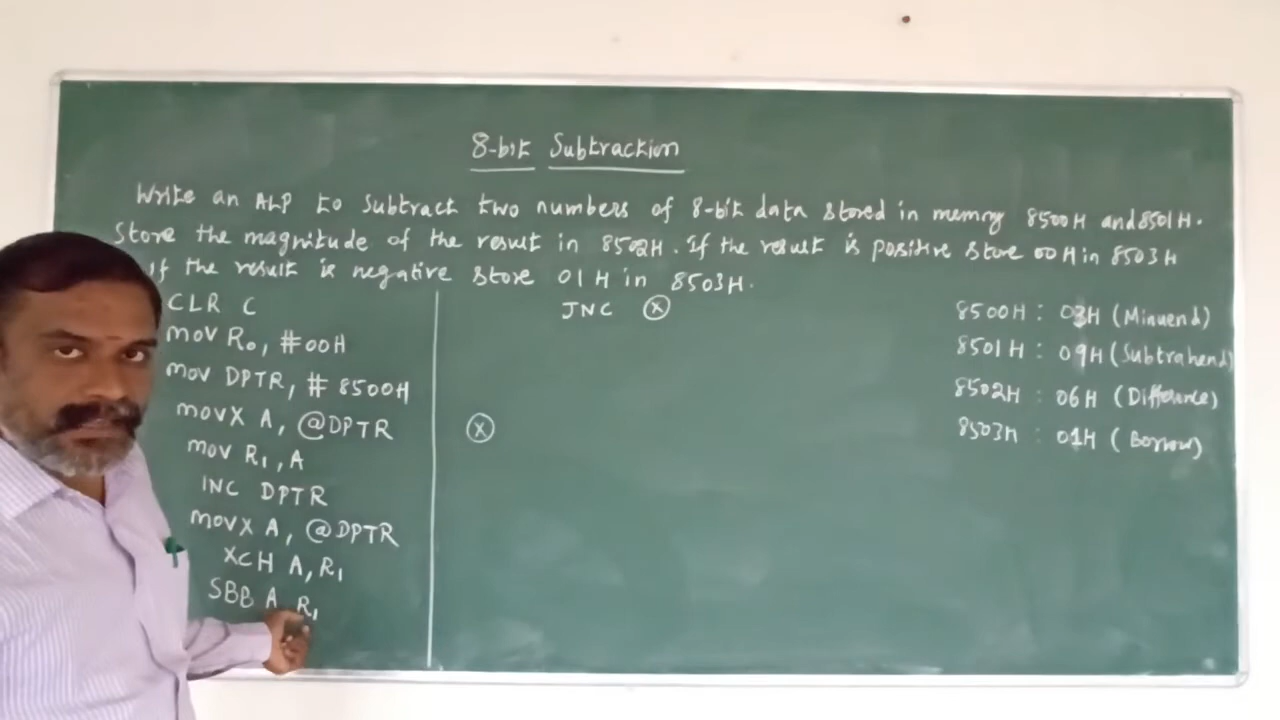 8-bit Subtraction
Write an ALP to subtract two numbers of 8-bit data stored in memory 8500H and 8501H.
Store the magnitude of the result in 8502H. If the result is positive store 00H in 8503H
If the result is negative store 01H in 8503H.
CLR C
MOV R0, #00H
MOV DPTR, #8500H
MOVX A, @DPTR
MOV R1, A
INC DPTR
MOVX A, @DPTR
XCH A, R1
SBB A R1
JNC X
X
8500H : 03H (Minuend)
8501H : 09H (Subtrahend)
8502H : 06H (Difference)
8503H : 01H (Borrow)